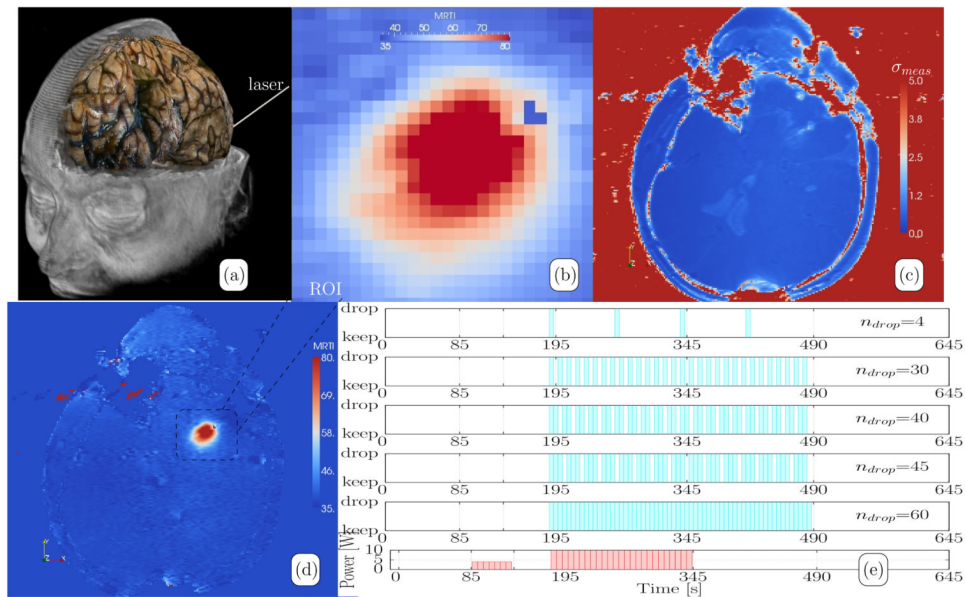 laser
(a)
MRTI
40 50 60 70
35 80
(b)
σmeas
5.0
3.8
2.5
1.2
0.0
(c)
ROI
MRTI
80.
69.
58.
46.
35.
(d)
drop
keep
ndrop=4
0 85 195 345 490 645
drop
keep
ndrop=30
0 85 195 345 490 645
drop
keep
ndrop=40
0 85 195 345 490 645
drop
keep
ndrop=45
0 85 195 345 490 645
drop
keep
ndrop=60
0 85 195 345 490 645
Power [W]
10
0
0 85 195 345 490 645
Time [s]
(e)